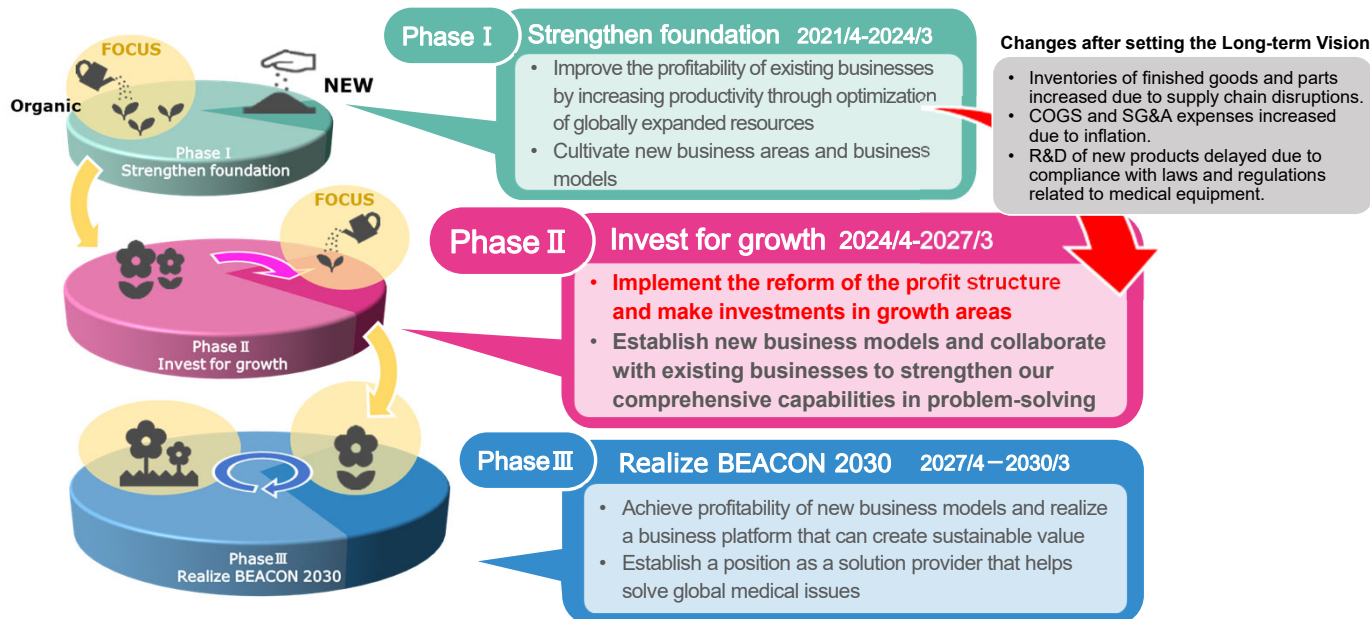 FOCUS
NEW
Organic
Phase Ⅰ
Strengthen foundation
Phase Ⅰ
Strengthen foundation 2021/4-2024/3
• Improve the profitability of existing businesses
by increasing productivity through optimization
of globally expanded resources
• Cultivate new business areas and business
models
Changes after setting the Long-term Vision
• Inventories of finished goods and parts
increased due to supply chain disruptions.
• COGS and SG&A expenses increased
due to inflation.
• R&D of new products delayed due to
compliance with laws and regulations
related to medical equipment.
FOCUS
Phase Ⅱ
Invest for growth
Phase Ⅱ
Invest for growth 2024/4-2027/3
• Implement the reform of the profit structure
and make investments in growth areas
• Establish new business models and collaborate
with existing businesses to strengthen our
comprehensive capabilities in problem-solving
Phase Ⅲ
Realize BEACON 2030
Phase Ⅲ
Realize BEACON 2030 2027/4－2030/3
• Achieve profitability of new business models and realize
a business platform that can create sustainable value
• Establish a position as a solution provider that helps
solve global medical issues